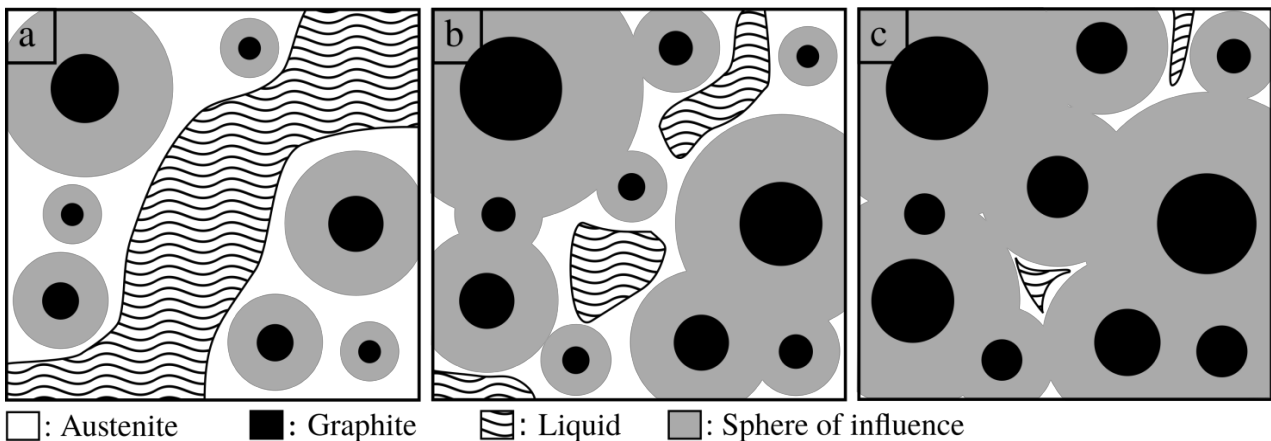 a b c
: Austenite : Graphite : Liquid : Sphere of influence